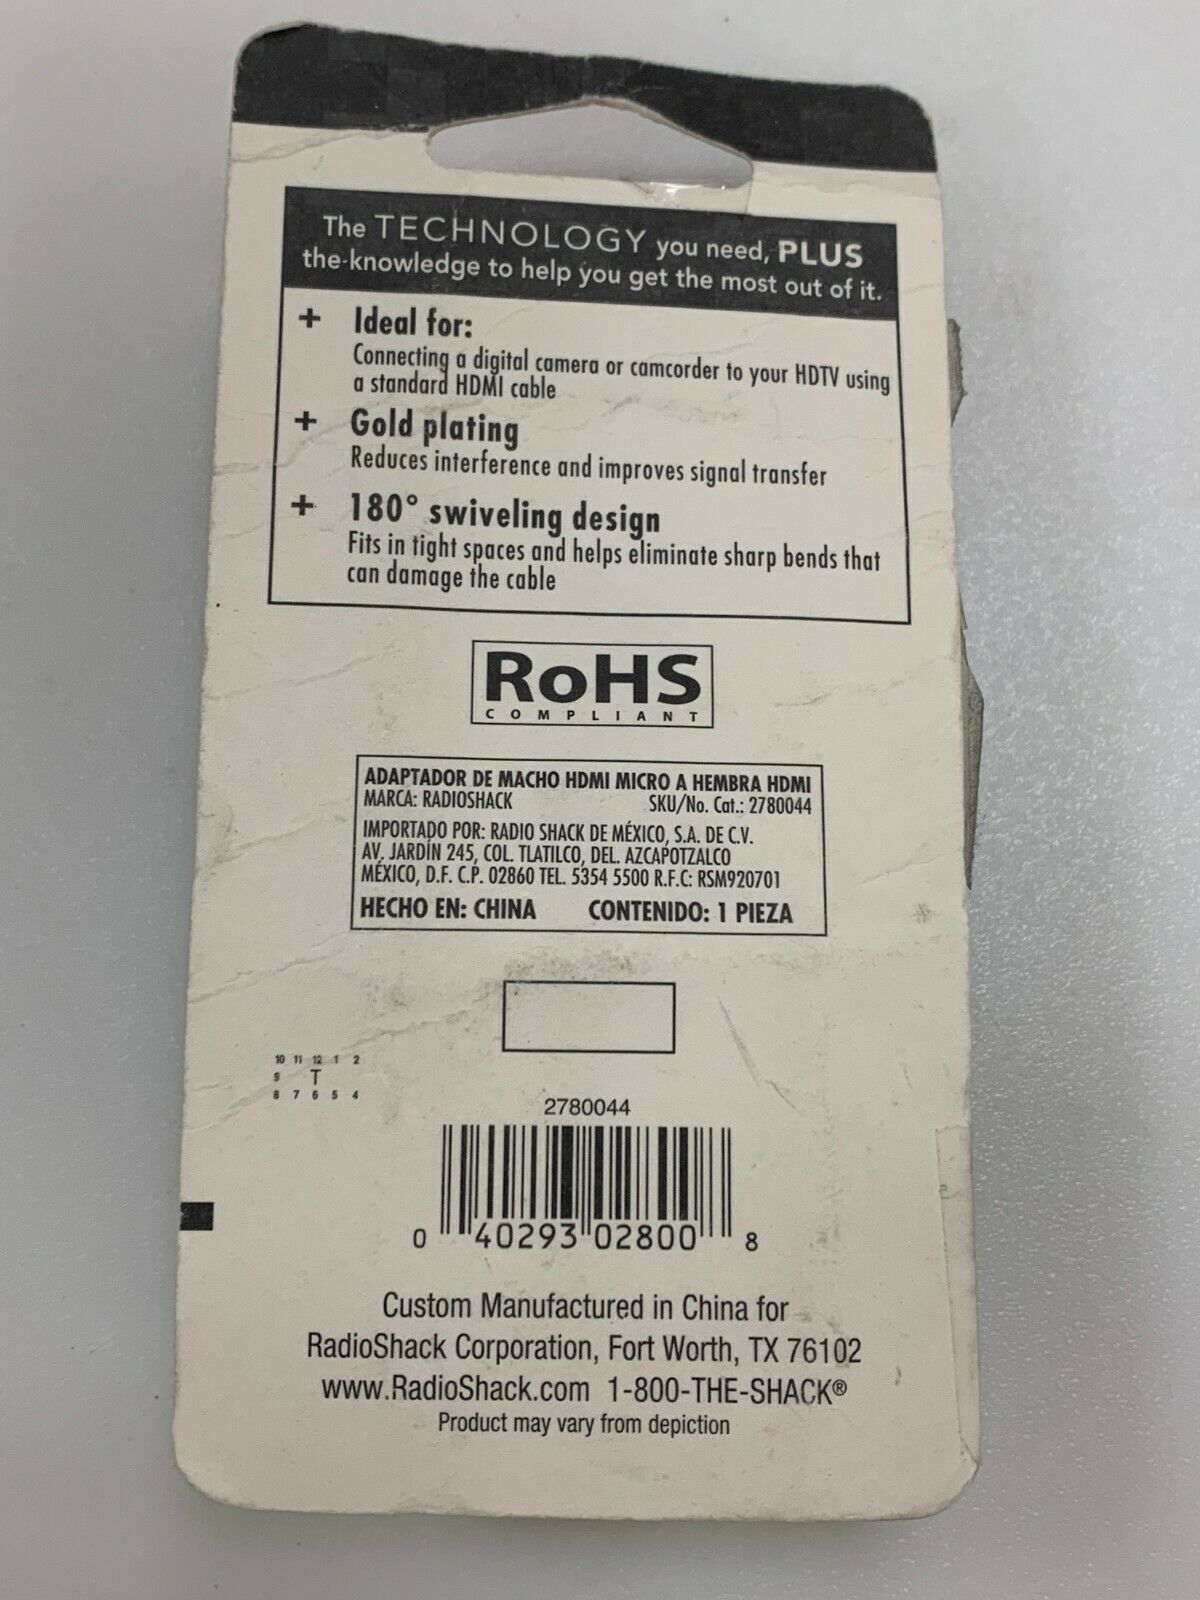 The TECHNOLOGY you need, PLUS
the knowledge to help you get the most out of it.
+ Ideal for:
Connecting a digital camera or camcorder to your HDTV using
a standard HDMI cable
+ Gold plating
Reduces interference and improves signal transfer
+ 180° swiveling design
Fits in tight spaces and helps eliminate sharp bends that
can damage the cable
RoHS
COMPLIANT
ADAPTADOR DE MACHO HDMI MICRO A HEMBRA HDMI
MARCA: RADIOSHACK SKU/No. Cat.: 2780044
IMPORTADO POR: RADIO SHACK DE MÉXICO, S.A. DE C.V.
AV. JARDÍN 245, COL. TLATILCO, DEL. AZCAPOTZALCO
MÉXICO, D.F. C.P. 02860 TEL. 5354 5500 R.F.C: RSM920701
HECHO EN: CHINA CONTENIDO: 1 PIEZA
10 11 12 1 2
9 T
8 7 6 5 4
2780044
0 40293 02800 8
Custom Manufactured in China for
RadioShack Corporation, Fort Worth, TX 76102
www.RadioShack.com 1-800-THE-SHACK®
Product may vary from depiction